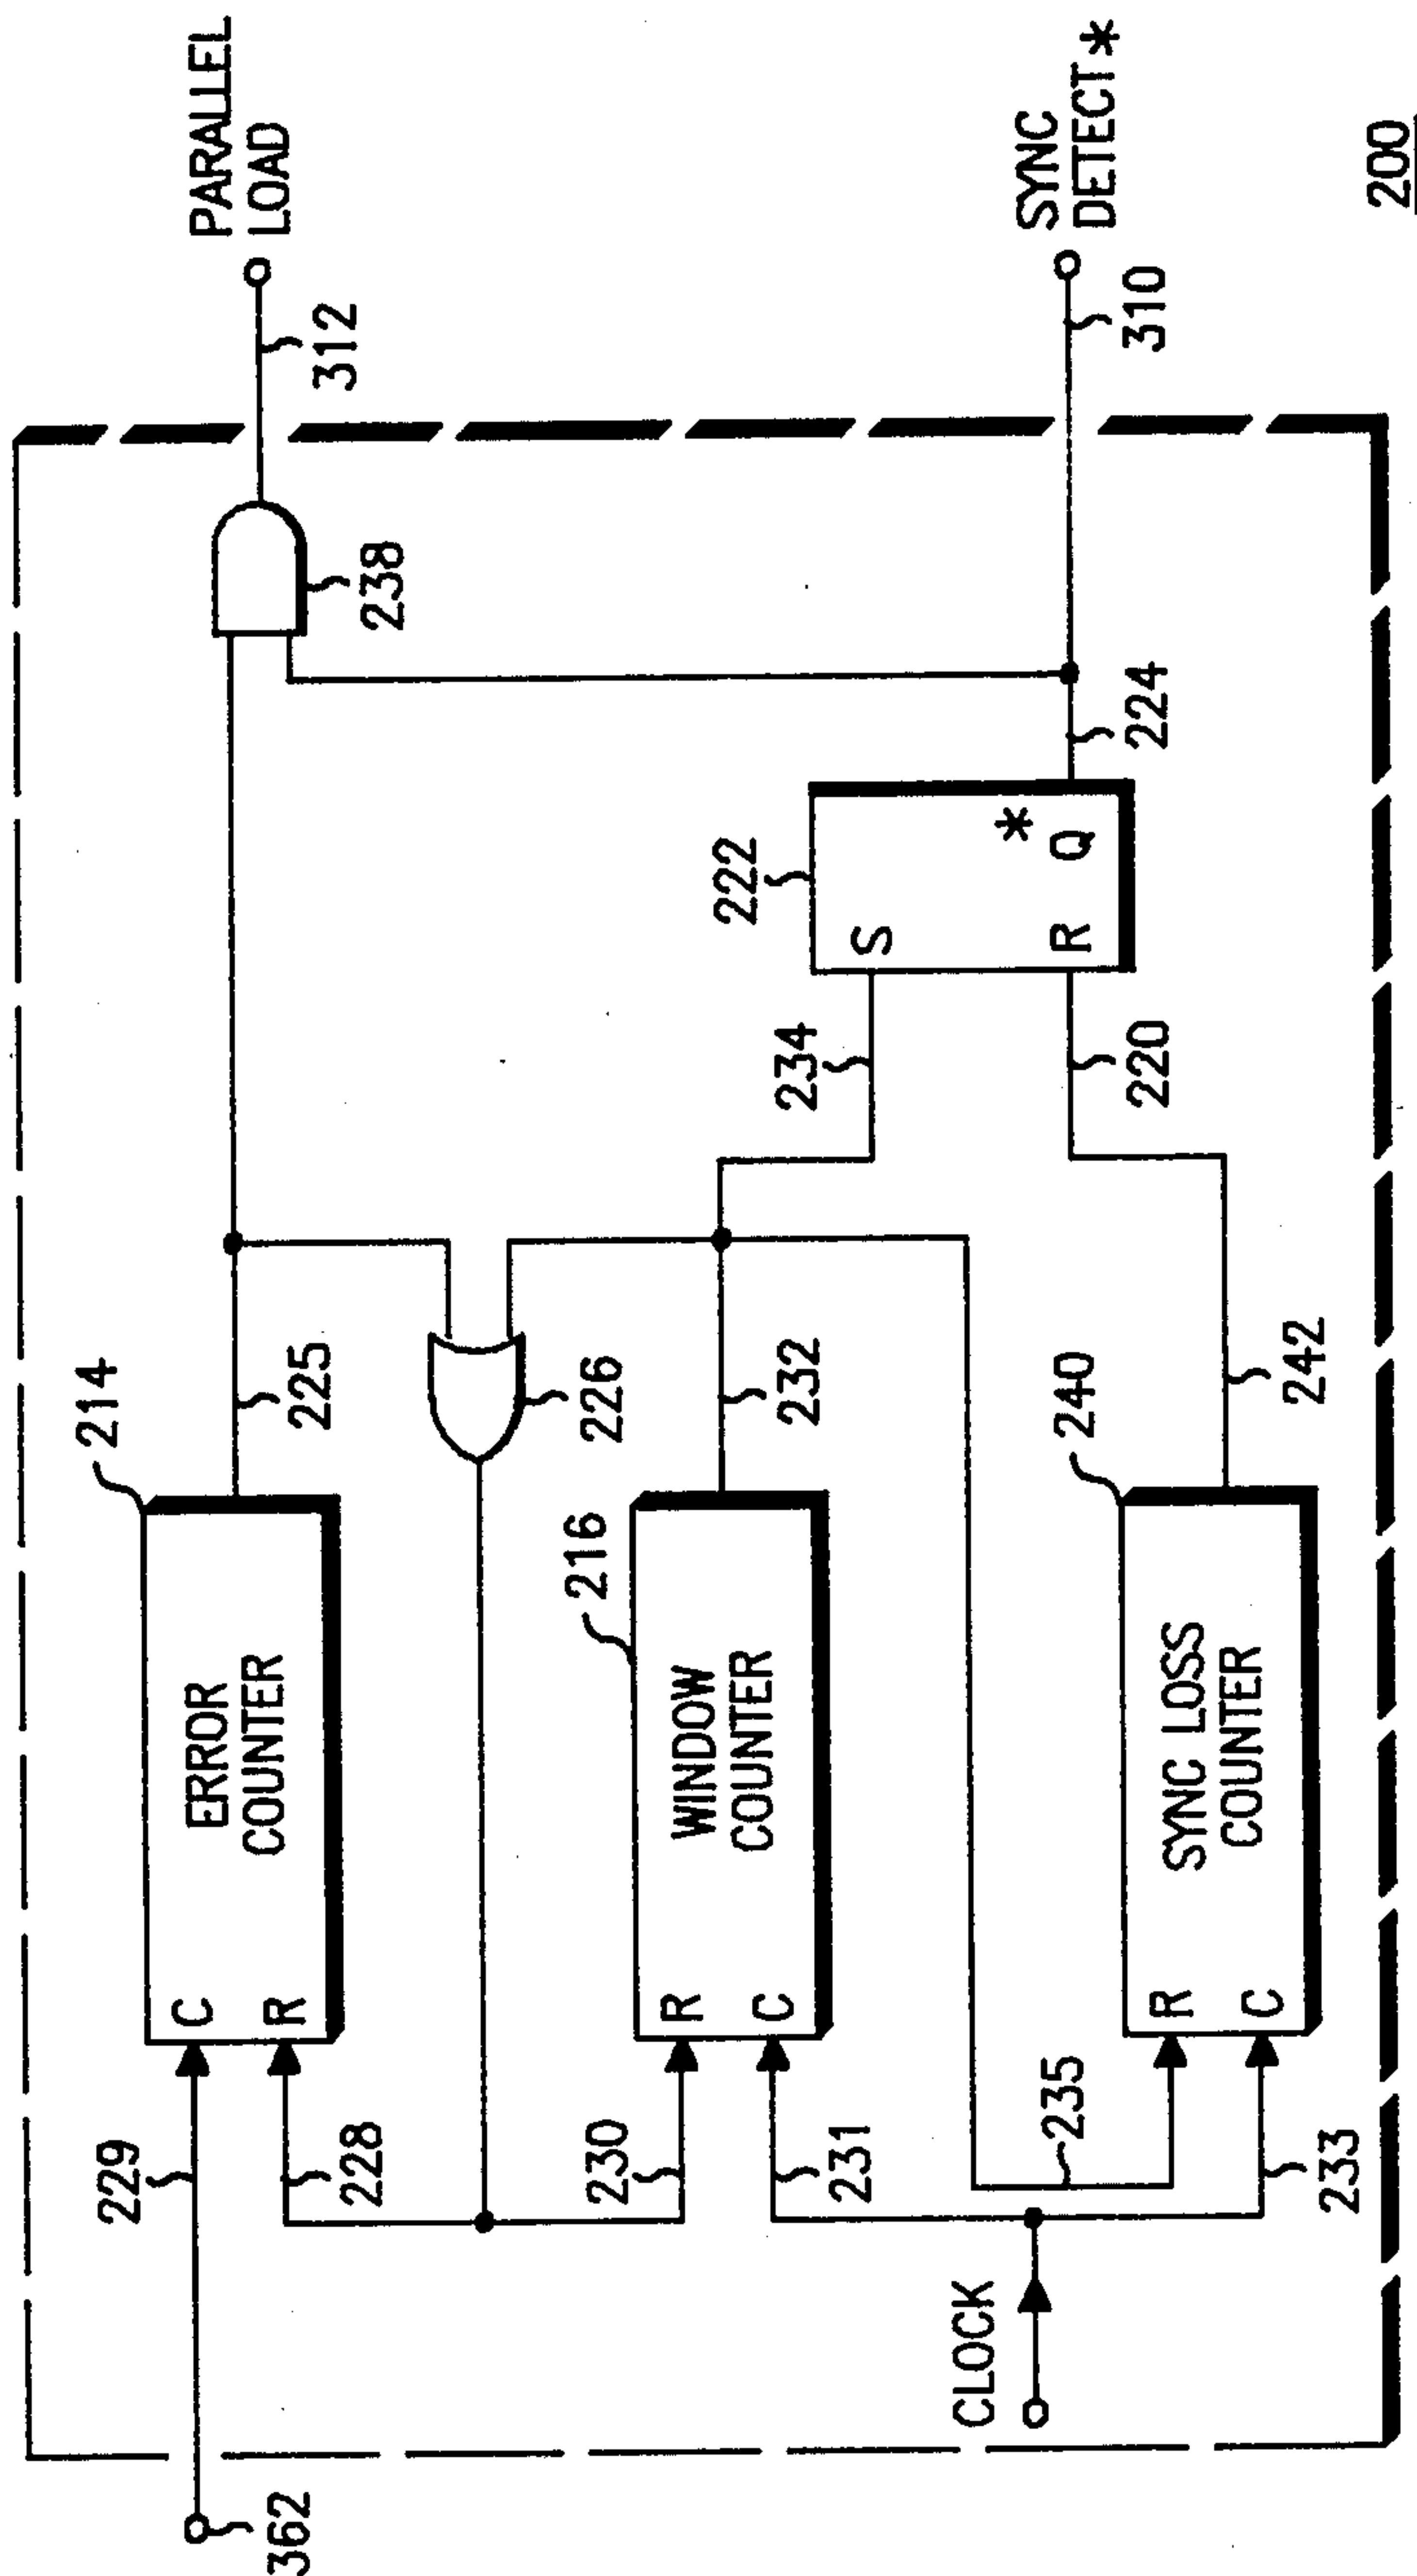 PARALLEL
LOAD
312
238
214
225
ERROR
COUNTER
C
R
229
228
362
226
216
232
WINDOW
COUNTER
R
C
230
231
234
222
S
R
*
Q
220
224
SYNC
DETECT*
310
240
242
SYNC LOSS
COUNTER
R
C
235
233
CLOCK
200